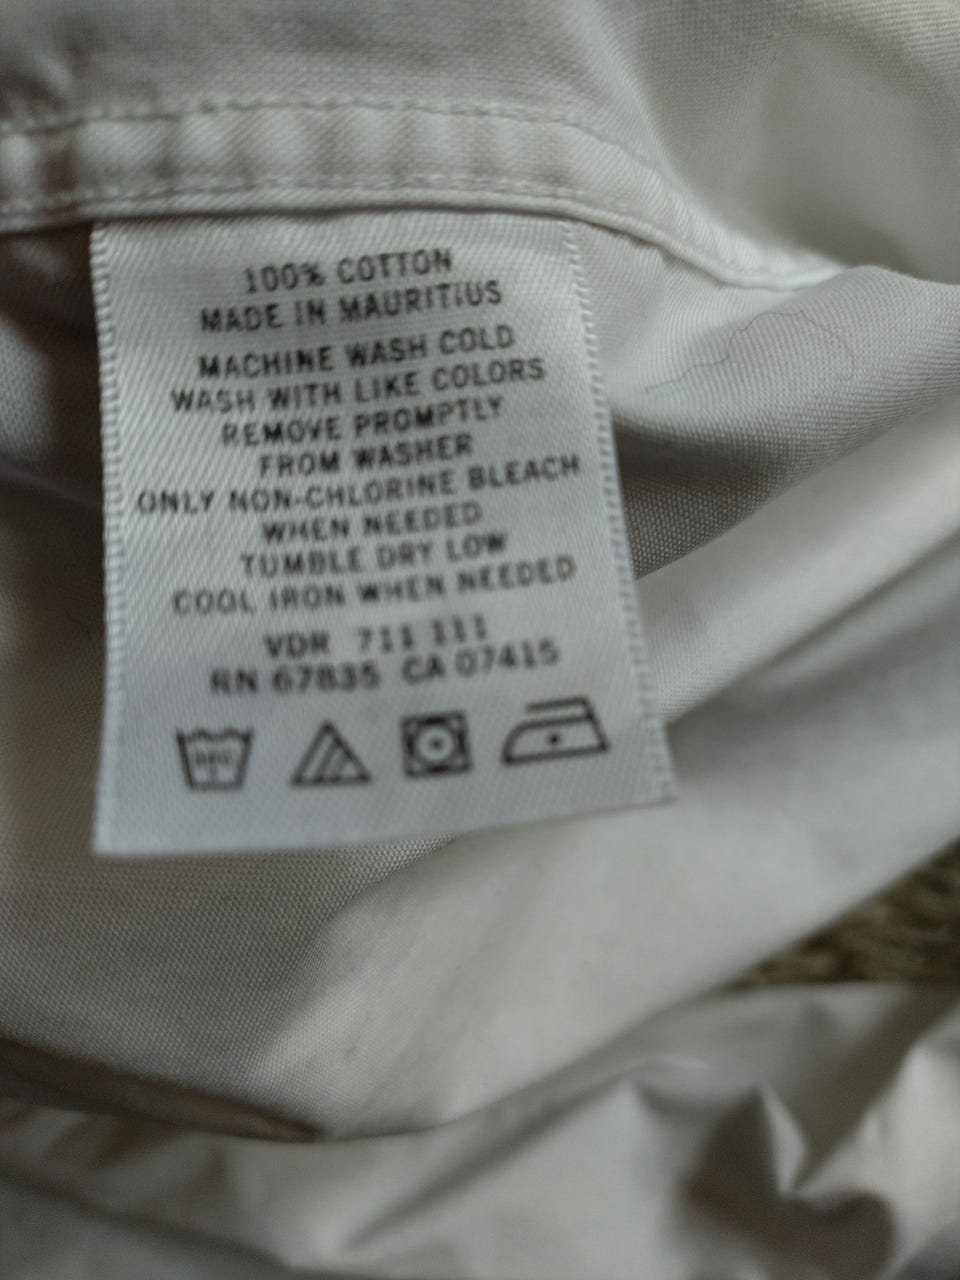 100% COTTON
MADE IN MAURITIUS
MACHINE WASH COLD
WASH WITH LIKE COLORS
REMOVE PROMPTLY
FROM WASHER
ONLY NON-CHLORINE BLEACH
WHEN NEEDED
TUMBLE DRY LOW
COOL IRON WHEN NEEDED
VDR 711 111
RN 67835 CA 07415